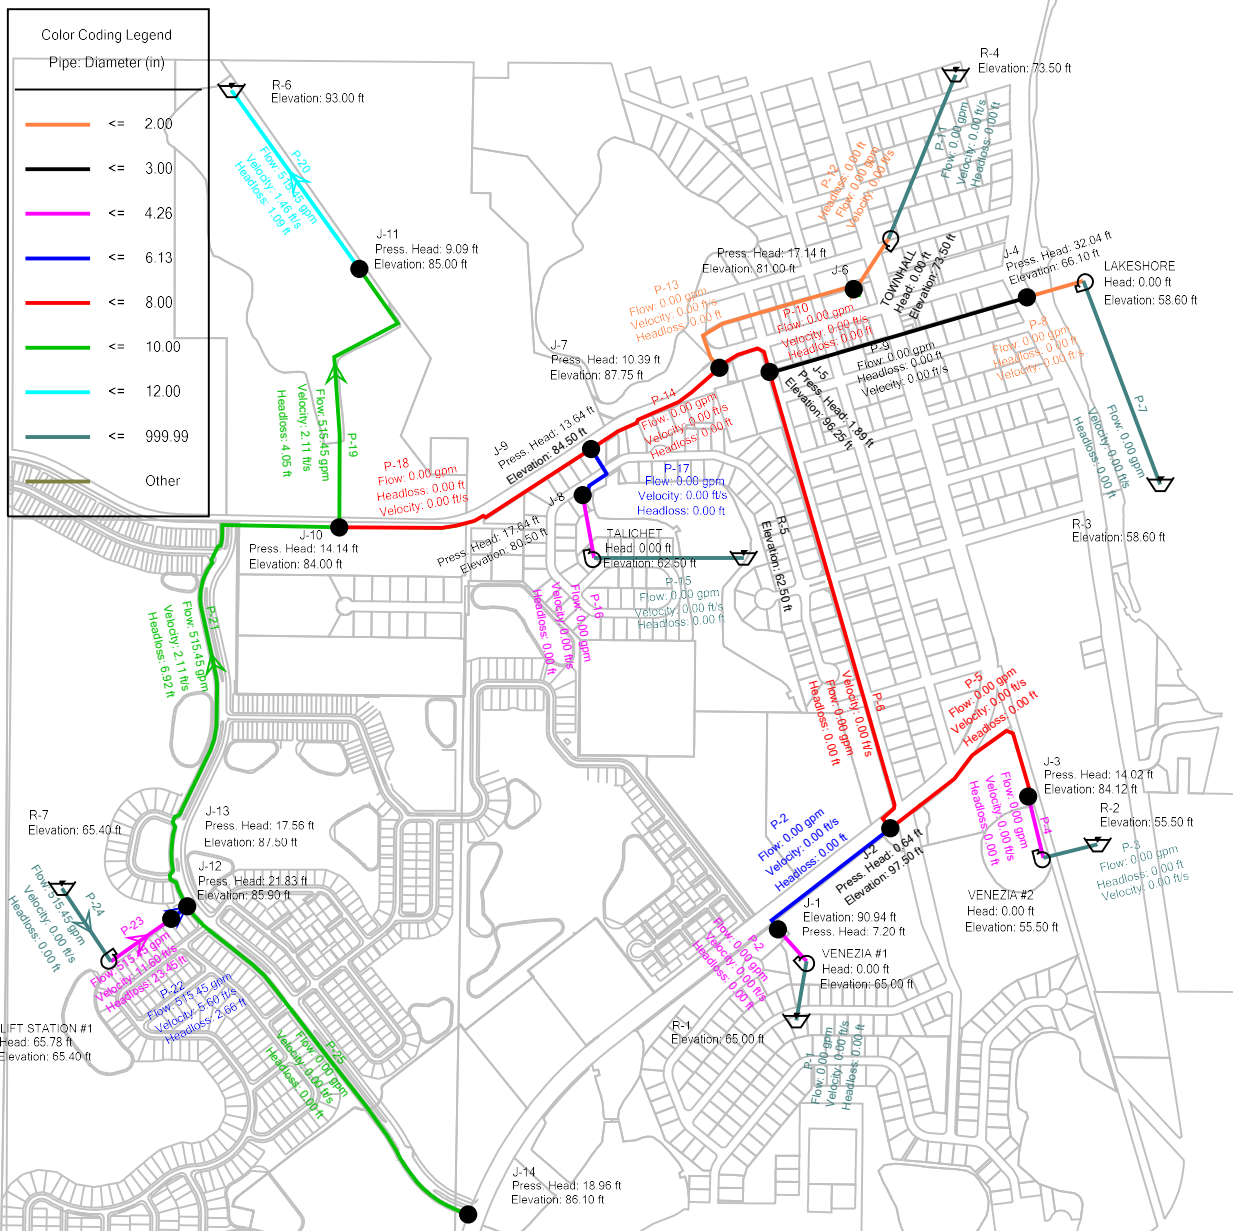 Color Coding Legend
Pipe: Diameter (in)
<= 2.00
<= 3.00
<= 4.26
<= 6.13
<= 8.00
<= 10.00
<= 12.00
<= 999.99
Other
R-6
Elevation: 93.00 ft
P-20
Flow: 515.45 gpm
Velocity: 1.46 ft/s
Headloss: 1.09 ft
J-11
Press. Head: 9.09 ft
Elevation: 85.00 ft
R-4
Elevation: 73.50 ft
P-11
Flow: 0.00 gpm
Velocity: 0.00 ft/s
Headloss: 0.00 ft
P-12
Headloss: 0.00 ft
Flow: 0.00 gpm
Velocity: 0.00 ft/s
TOWNHALL
Head: 0.00 ft
Elevation: 73.50 ft
Press. Head: 17.14 ft
Elevation: 81.00 ft
J-6
J-4
Press. Head: 32.04 ft
Elevation: 66.10 ft
LAKESHORE
Head: 0.00 ft
Elevation: 58.60 ft
P-13
Flow: 0.00 gpm
Velocity: 0.00 ft/s
Headloss: 0.00 ft
P-10
Flow: 0.00 gpm
Velocity: 0.00 ft/s
Headloss: 0.00 ft
P-9
Flow: 0.00 gpm
Headloss: 0.00 ft
Velocity: 0.00 ft/s
P-8
Flow: 0.00 gpm
Headloss: 0.00 ft
Velocity: 0.00 ft/s
P-7
Flow: 0.00 gpm
Velocity: 0.00 ft/s
Headloss: 0.00 ft
R-3
Elevation: 58.60 ft
J-7
Press. Head: 10.39 ft
Elevation: 87.75 ft
J-5
Press. Head: 1.89 ft
Elevation: 96.25 ft
P-14
Flow: 0.00 gpm
Velocity: 0.00 ft/s
Headloss: 0.00 ft
J-9
Press. Head: 13.64 ft
Elevation: 84.50 ft
P-19
Flow: 515.45 gpm
Velocity: 2.11 ft/s
Headloss: 4.05 ft
P-18
Flow: 0.00 gpm
Headloss: 0.00 ft
Velocity: 0.00 ft/s
P-17
Flow: 0.00 gpm
Velocity: 0.00 ft/s
Headloss: 0.00 ft
J-8
Press. Head: 17.64 ft
Elevation: 80.50 ft
J-10
Press. Head: 14.14 ft
Elevation: 84.00 ft
TALICHET
Head: 0.00 ft
Elevation: 62.50 ft
R-5
Elevation: 62.50 ft
P-15
Flow: 0.00 gpm
Velocity: 0.00 ft/s
Headloss: 0.00 ft
P-16
Flow: 0.00 gpm
Velocity: 0.00 ft/s
Headloss: 0.00 ft
P-21
Flow: 515.45 gpm
Velocity: 2.11 ft/s
Headloss: 6.92 ft
P-6
Velocity: 0.00 ft/s
Flow: 0.00 gpm
Headloss: 0.00 ft
P-5
Flow: 0.00 gpm
Velocity: 0.00 ft/s
Headloss: 0.00 ft
J-3
Press. Head: 14.02 ft
Elevation: 84.12 ft
R-2
Elevation: 55.50 ft
P-4
Flow: 0.00 gpm
Velocity: 0.00 ft/s
Headloss: 0.00 ft
P-3
Flow: 0.00 gpm
Headloss: 0.00 ft
Velocity: 0.00 ft/s
VENEZIA #2
Head: 0.00 ft
Elevation: 55.50 ft
R-7
Elevation: 65.40 ft
J-13
Press. Head: 17.56 ft
Elevation: 87.50 ft
J-12
Press. Head: 21.83 ft
Elevation: 85.90 ft
P-2
Flow: 0.00 gpm
Velocity: 0.00 ft/s
Headloss: 0.00 ft
J-2
Press. Head: 0.64 ft
Elevation: 97.50 ft
P-24
Flow: 515.45 gpm
Velocity: 0.00 ft/s
Headloss: 0.00 ft
P-23
Flow: 515.45 gpm
Velocity: 11.60 ft/s
Headloss: 23.45 ft
P-22
Flow: 515.45 gpm
Velocity: 5.60 ft/s
Headloss: 2.66 ft
J-1
Elevation: 90.94 ft
Press. Head: 7.20 ft
P-2
Flow: 0.00 gpm
Velocity: 0.00 ft/s
Headloss: 0.00 ft
VENEZIA #1
Head: 0.00 ft
Elevation: 65.00 ft
LIFT STATION #1
Head: 65.78 ft
Elevation: 65.40 ft
P-25
Flow: 0.00 gpm
Velocity: 0.00 ft/s
Headloss: 0.00 ft
R-1
Elevation: 65.00 ft
P-1
Flow: 0.00 gpm
Velocity: 0.00 ft/s
Headloss: 0.00 ft
J-14
Press. Head: 18.96 ft
Elevation: 86.10 ft